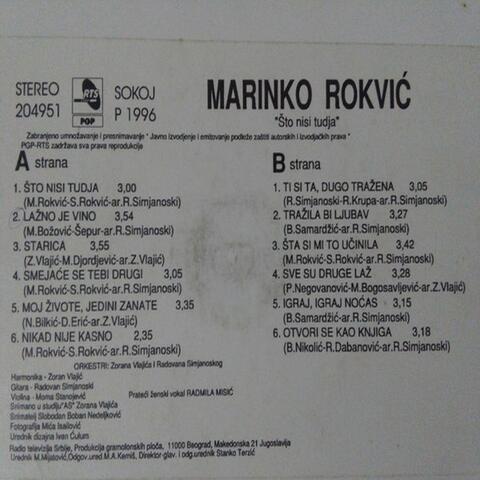 STEREO
204951
RTS
PGP
SOKOJ
P 1996
MARINKO ROKVIĆ
"Što nisi tudja"
Zabranjeno umnožavanje i presnimavanje * Javno izvodjenje i emitovanje podleže zaštiti autorskih i izvodjačkih prava *
PGP-RTS zadržava sva prava reprodukcije
A strana
1. ŠTO NISI TUDJA 3,00
(M.Rokvić-S.Rokvić-ar.R.Simjanoski)
2. LAŽNO JE VINO 3,54
(M.Božović-Šepur-ar.R.Simjanoski)
3. STARICA 3,55
(Z.Vlajić-M.Djordjević-ar.Z.Vlajić)
4. SMEJAĆE SE TEBI DRUGI 3,05
(M.Rokvić-S.Rokvić-ar.R.Simjanoski)
5. MOJ ŽIVOTE, JEDINI ZANATE 3,35
(N.Bilkić-D.Erić-ar.Z.Vlajić)
6. NIKAD NIJE KASNO 2,35
(M.Rokvić-S.Rokvić-ar.R.Simjanoski)
B strana
1. TI SI TA, DUGO TRAŽENA 3,05
(R.Simjanoski-R.Krupa-ar.R.Simjanoski)
2. TRAŽILA BI LJUBAV 3,27
(B.Samardžić-ar.R.Simjanoski)
3. ŠTA SI MI TO UČINILA 3,42
(M.Rokvić-S.Rokvić-ar.R.Simjanoski)
4. SVE SU DRUGE LAŽ 3,28
(P.Negovanović-M.Bogosavljević-ar.Z.Vlajić)
5. IGRAJ, IGRAJ NOĆAS 3,15
(B.Samardžić-ar.R.Simjanoski)
6. OTVORI SE KAO KNJIGA 3,18
(B.Nikolić-R.Dabanović-ar.R.Simjanoski)
ORKESTRI: Zorana Vlajića i Radovana Simjanoskog
Harmonika - Zoran Vlajić
Gitara - Radovan Simjanoski
Violina - Moma Stanojević
Prateći ženski vokal RADMILA MISIĆ
Snimano u studiju"AS" Zorana Vlajića
Snimatelj Slobodan Boban Nedeljković
Fotografija Mića Isailović
Urednik dizajna Ivan Ćulum
Radio televizija Srbije, Produkcija gramofonskih ploča, 11000 Beograd, Makedonska 21 Jugoslavija
Urednik M.Mijatović,Odgov.ured M.A.Kerniš, Direktor-glav. i odg.urednik Stanko Terzić